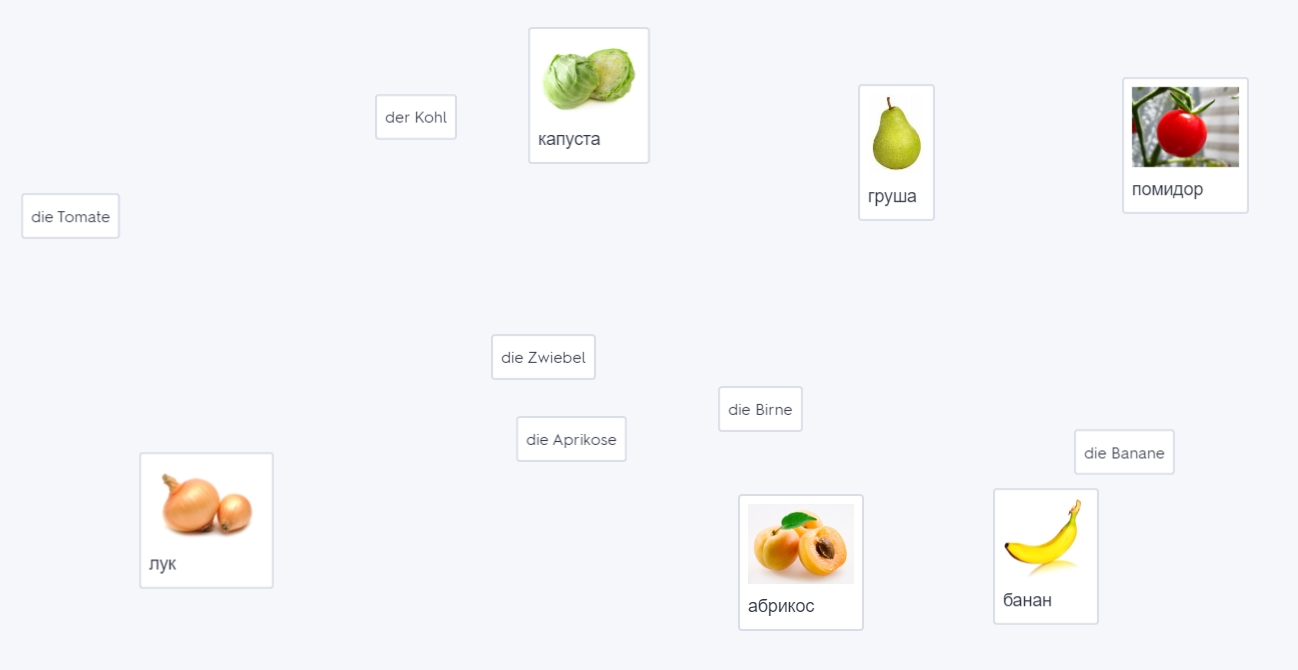 der Kohl
капуста
груша
помидор
die Tomate
die Zwiebel
die Birne
die Aprikose
die Banane
лук
абрикос
банан